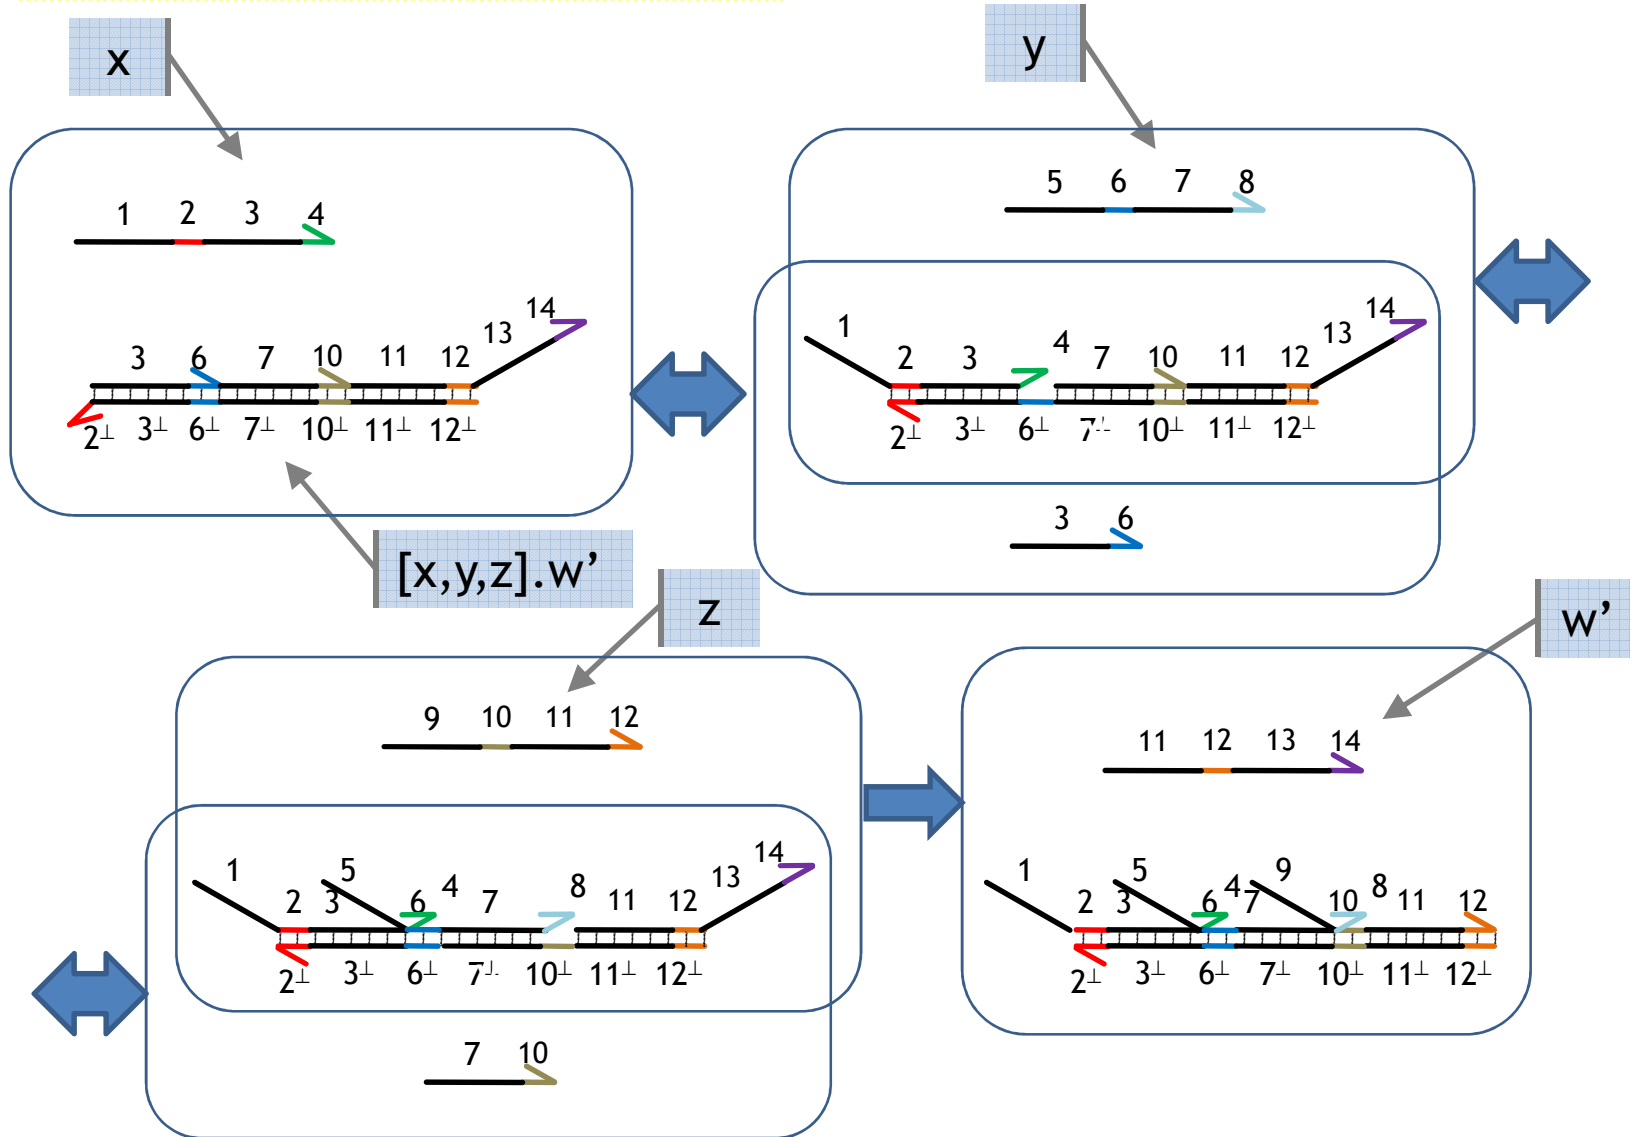 x
y
1 2 3 4
5 6 7 8
3 6 7 10 11 12 13 14
2⊥ 3⊥ 6⊥ 7⊥ 10⊥ 11⊥ 12⊥
1 2 3 4 7 10 11 12 13 14
2⊥ 3⊥ 6⊥ 7⊥ 10⊥ 11⊥ 12⊥
3 6
[x,y,z].w’
z
w’
9 10 11 12
11 12 13 14
1 2 3 5 6 4 7 8 11 12 13 14
2⊥ 3⊥ 6⊥ 7⊥ 10⊥ 11⊥ 12⊥
1 2 3 5 6 4 7 9 10 8 11 12
2⊥ 3⊥ 6⊥ 7⊥ 10⊥ 11⊥ 12⊥
7 10